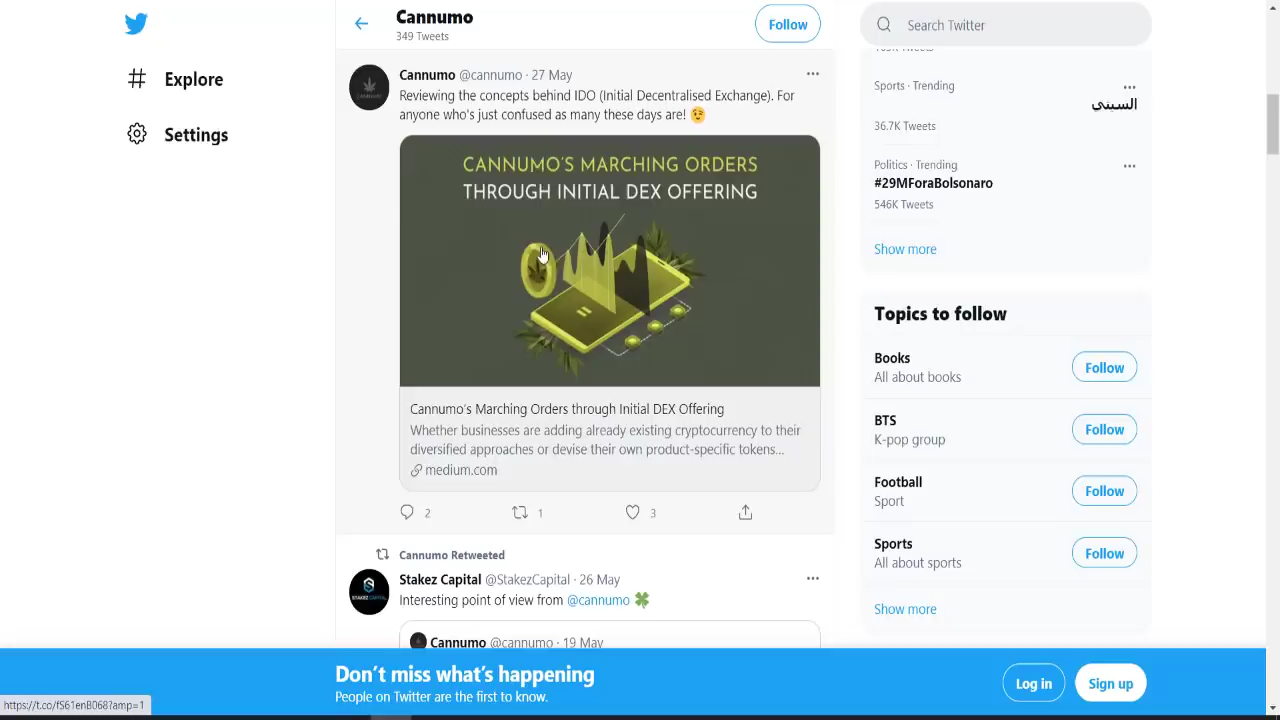 Explore
Settings
Cannumo
349 Tweets
Follow
Cannumo @cannumo · 27 May
Reviewing the concepts behind IDO (Initial Decentralised Exchange). For
anyone who's just confused as many these days are!
CANNUMO'S MARCHING ORDERS
THROUGH INITIAL DEX OFFERING
Cannumo's Marching Orders through Initial DEX Offering
Whether businesses are adding already existing cryptocurrency to their
diversified approaches or devise their own product-specific tokens...
medium.com
2
1
3
Cannumo Retweeted
Stakez Capital @StakezCapital · 26 May
Interesting point of view from @cannumo
Cannumo @cannumo · 19 May
Search Twitter
Sports · Trending
السيتي
36.7K Tweets
Politics · Trending
#29MForaBolsonaro
546K Tweets
Show more
Topics to follow
Books
All about books
Follow
BTS
K-pop group
Follow
Football
Sport
Follow
Sports
All about sports
Follow
Show more
Don't miss what's happening
People on Twitter are the first to know.
Log in
Sign up